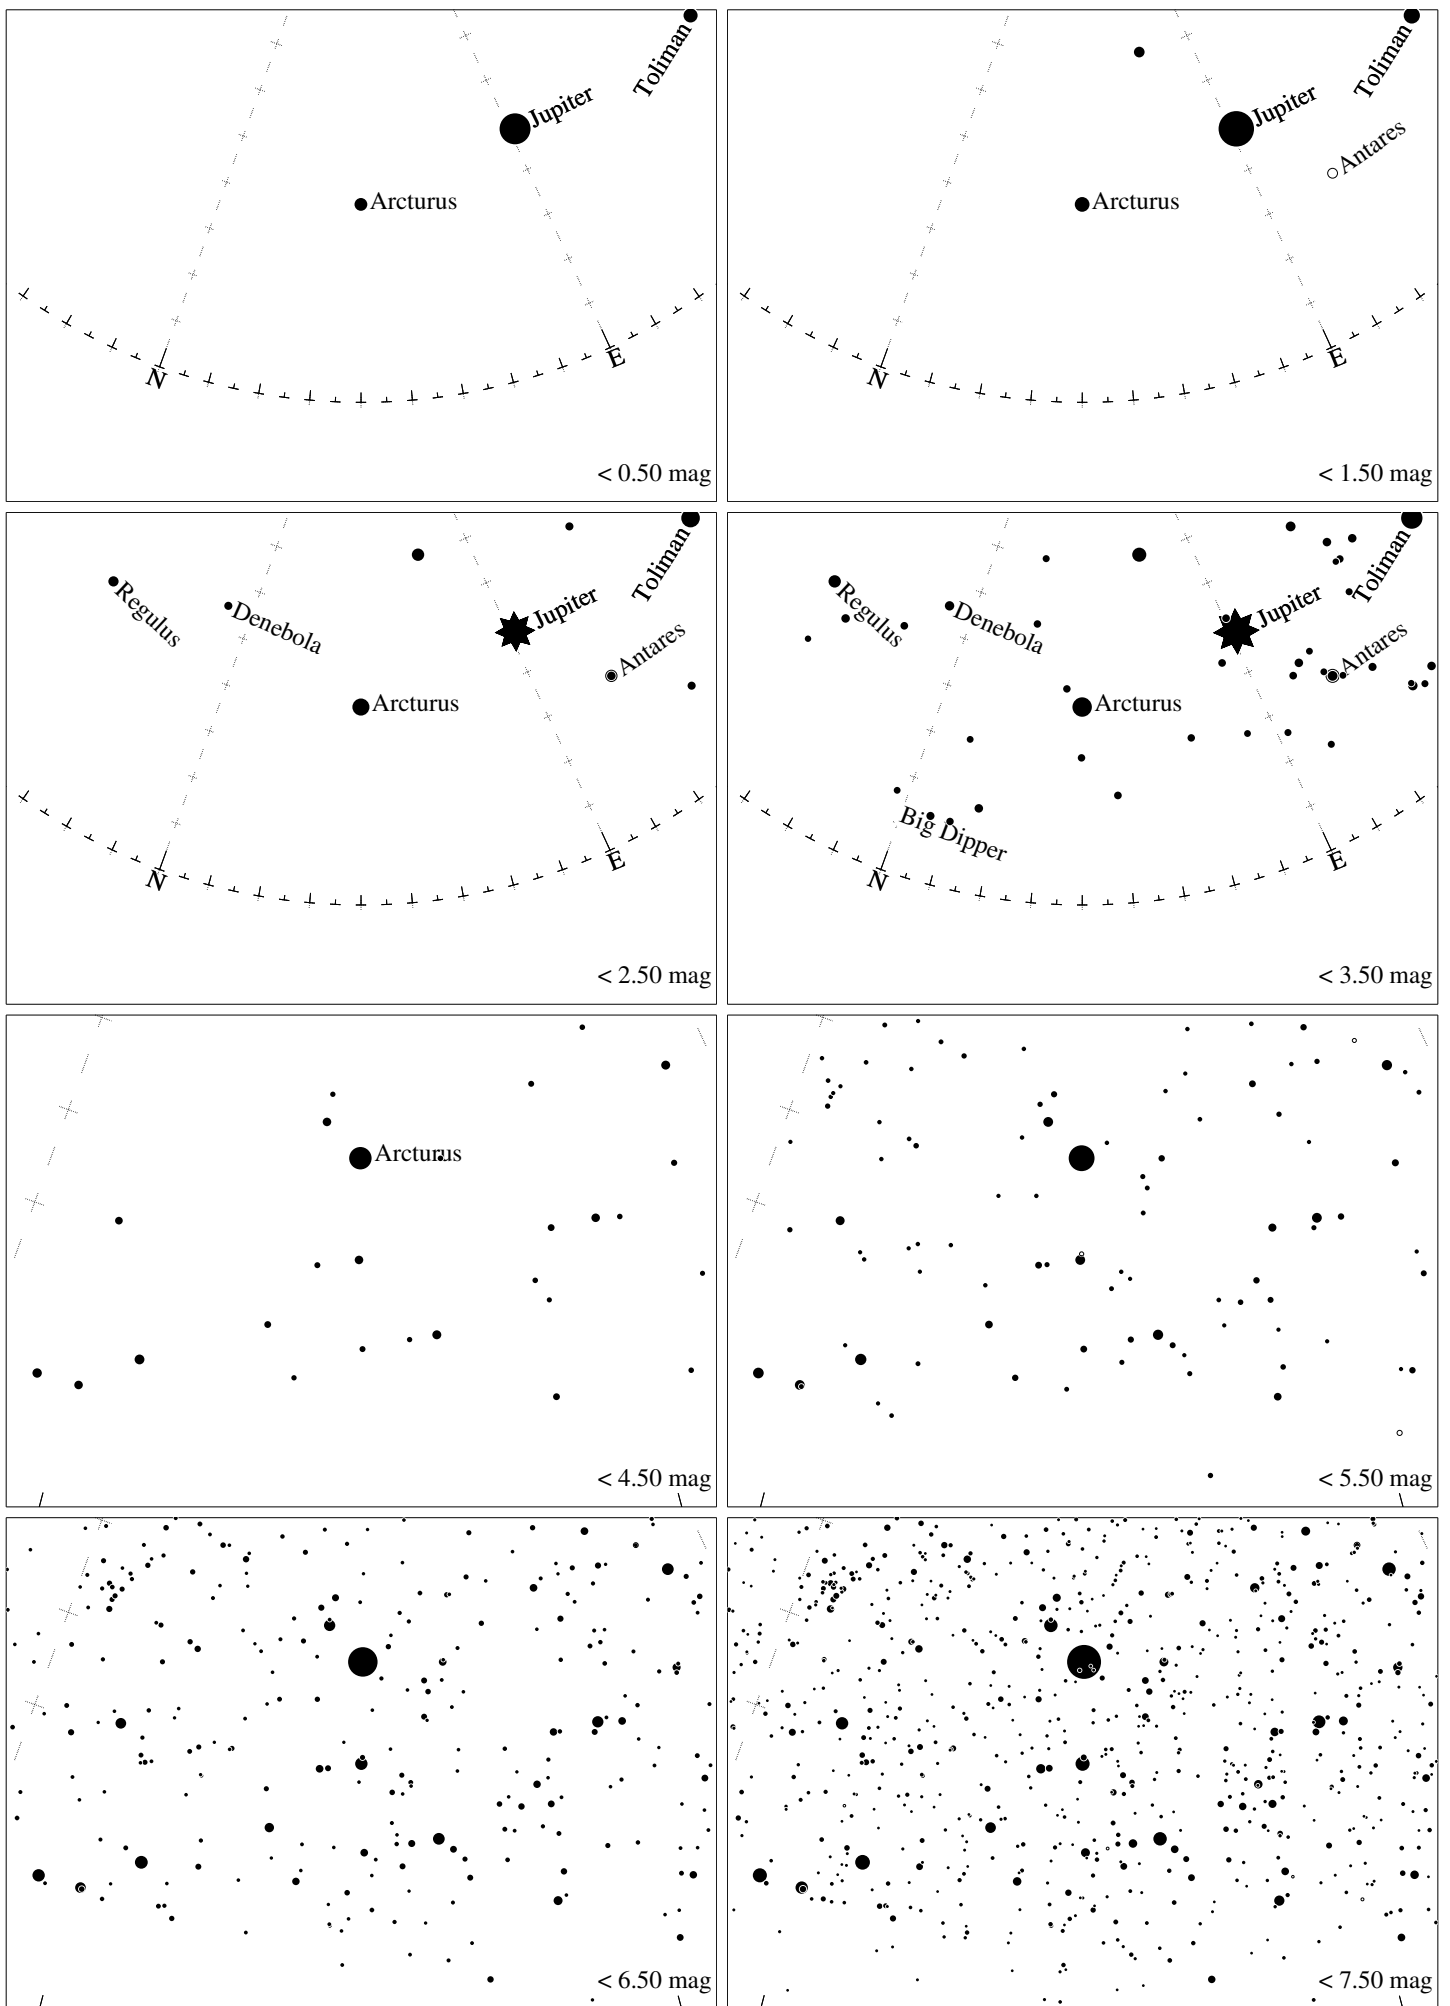 Toliman
Jupiter
Arcturus
N
E
< 0.50 mag
Toliman
Jupiter
Antares
Arcturus
N
E
< 1.50 mag
Toliman
Regulus
Denebola
Jupiter
Antares
Arcturus
N
E
< 2.50 mag
Toliman
Regulus
Denebola
Jupiter
Antares
Arcturus
Big Dipper
N
E
< 3.50 mag
Arcturus
< 4.50 mag
< 5.50 mag
< 6.50 mag
< 7.50 mag